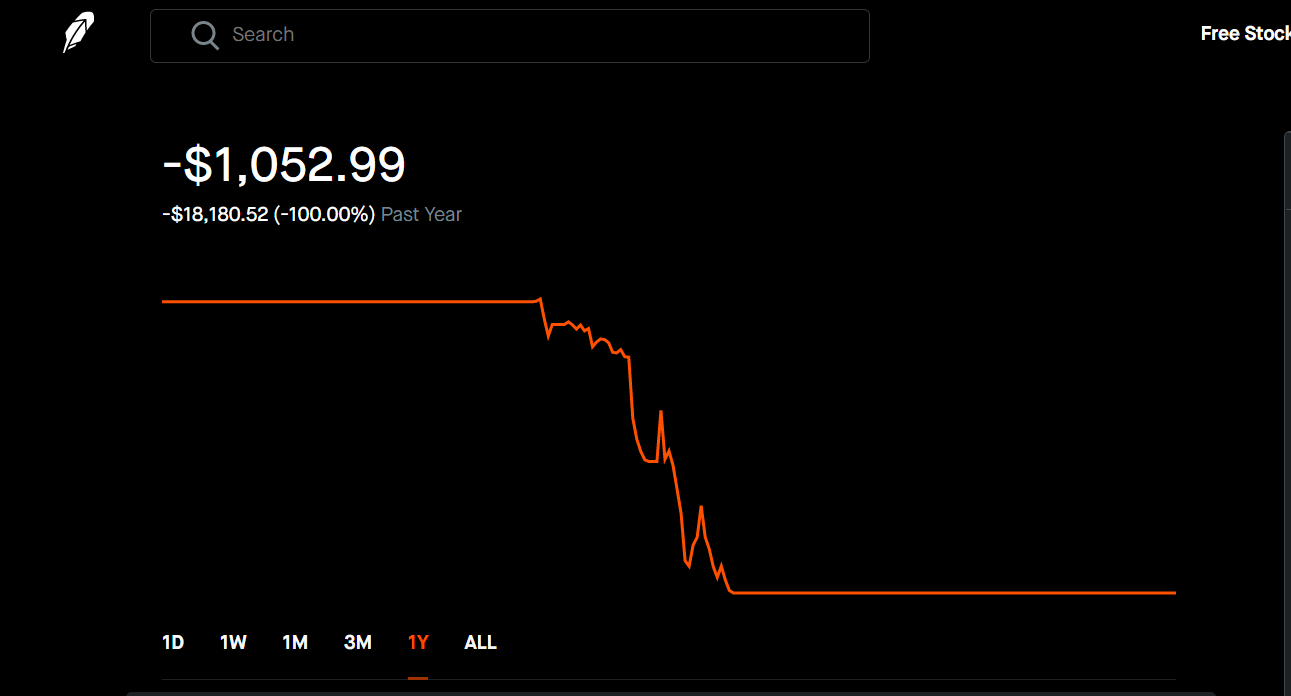 Search
Free Stock
-$1,052.99
-$18,180.52 (-100.00%) Past Year
1D 1W 1M 3M 1Y ALL